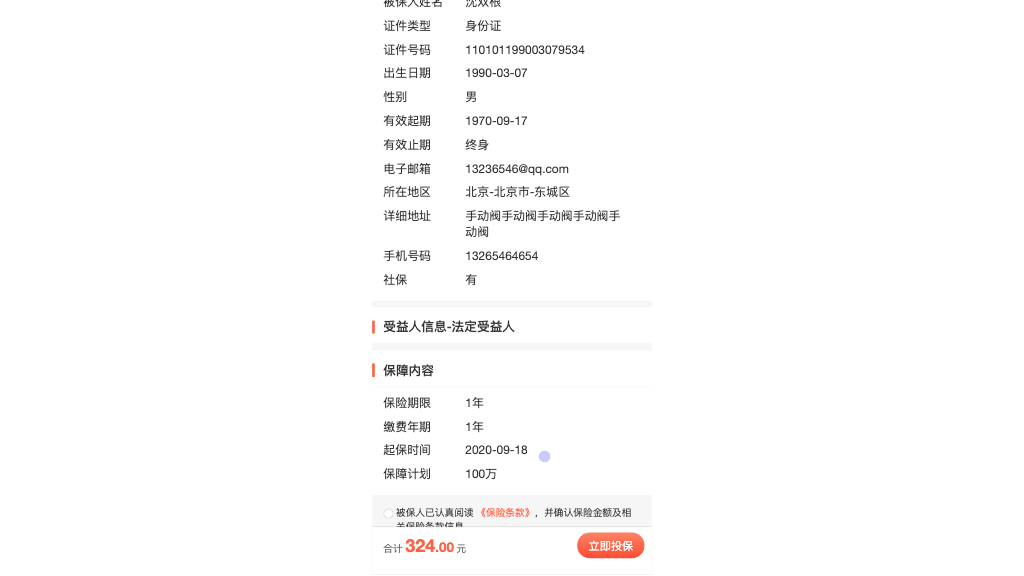 被保人姓名 沈双根
证件类型 身份证
证件号码 110101199003079534
出生日期 1990-03-07
性别 男
有效起期 1970-09-17
有效止期 终身
电子邮箱 13236546@qq.com
所在地区 北京-北京市-东城区
详细地址 手动阀手动阀手动阀手动阀手
动阀
手机号码 13265464654
社保 有
受益人信息-法定受益人
保障内容
保险期限 1年
缴费年期 1年
起保时间 2020-09-18
保障计划 100万
被保人已认真阅读 《保险条款》，并确认保险金额及相
关保险条款信息
合计 324.00 元 立即投保